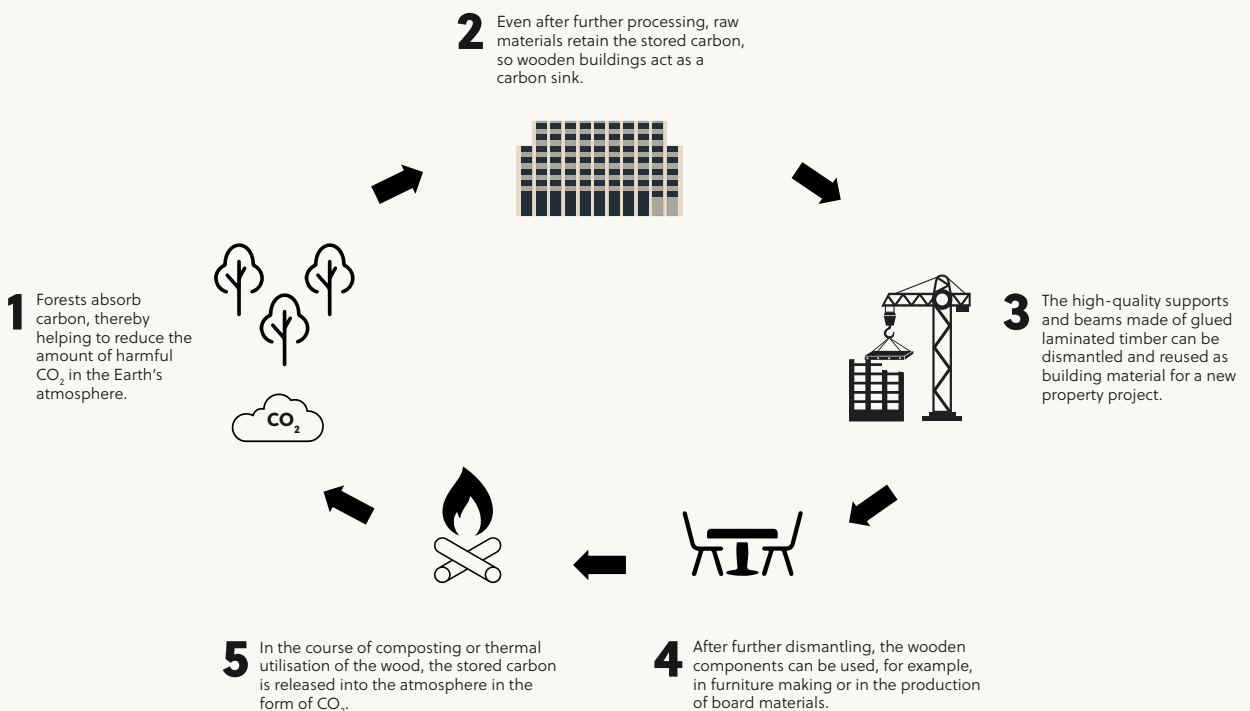 2
Even after further processing, raw
materials retain the stored carbon,
so wooden buildings act as a
carbon sink.
1
Forests absorb
carbon, thereby
helping to reduce the
amount of harmful
CO₂ in the Earth’s
atmosphere.
CO₂
3
The high-quality supports
and beams made of glued
laminated timber can be
dismantled and reused as
building material for a new
property project.
5
In the course of composting or thermal
utilisation of the wood, the stored carbon
is released into the atmosphere in the
form of CO₂.
4
After further dismantling, the wooden
components can be used, for example,
in furniture making or in the production
of board materials.